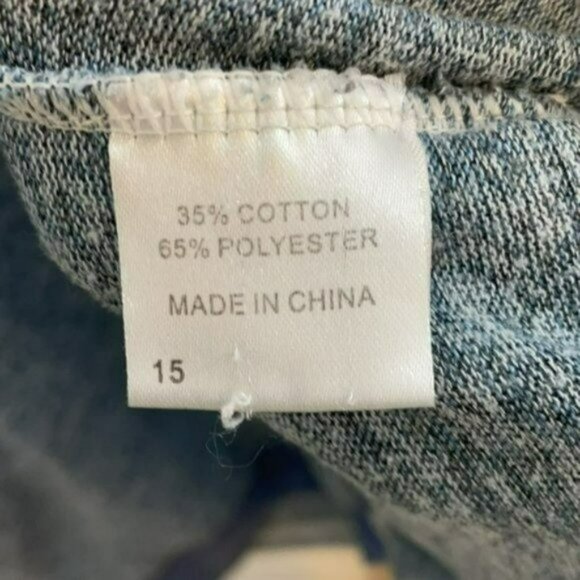 35% COTTON
65% POLYESTER
MADE IN CHINA
15